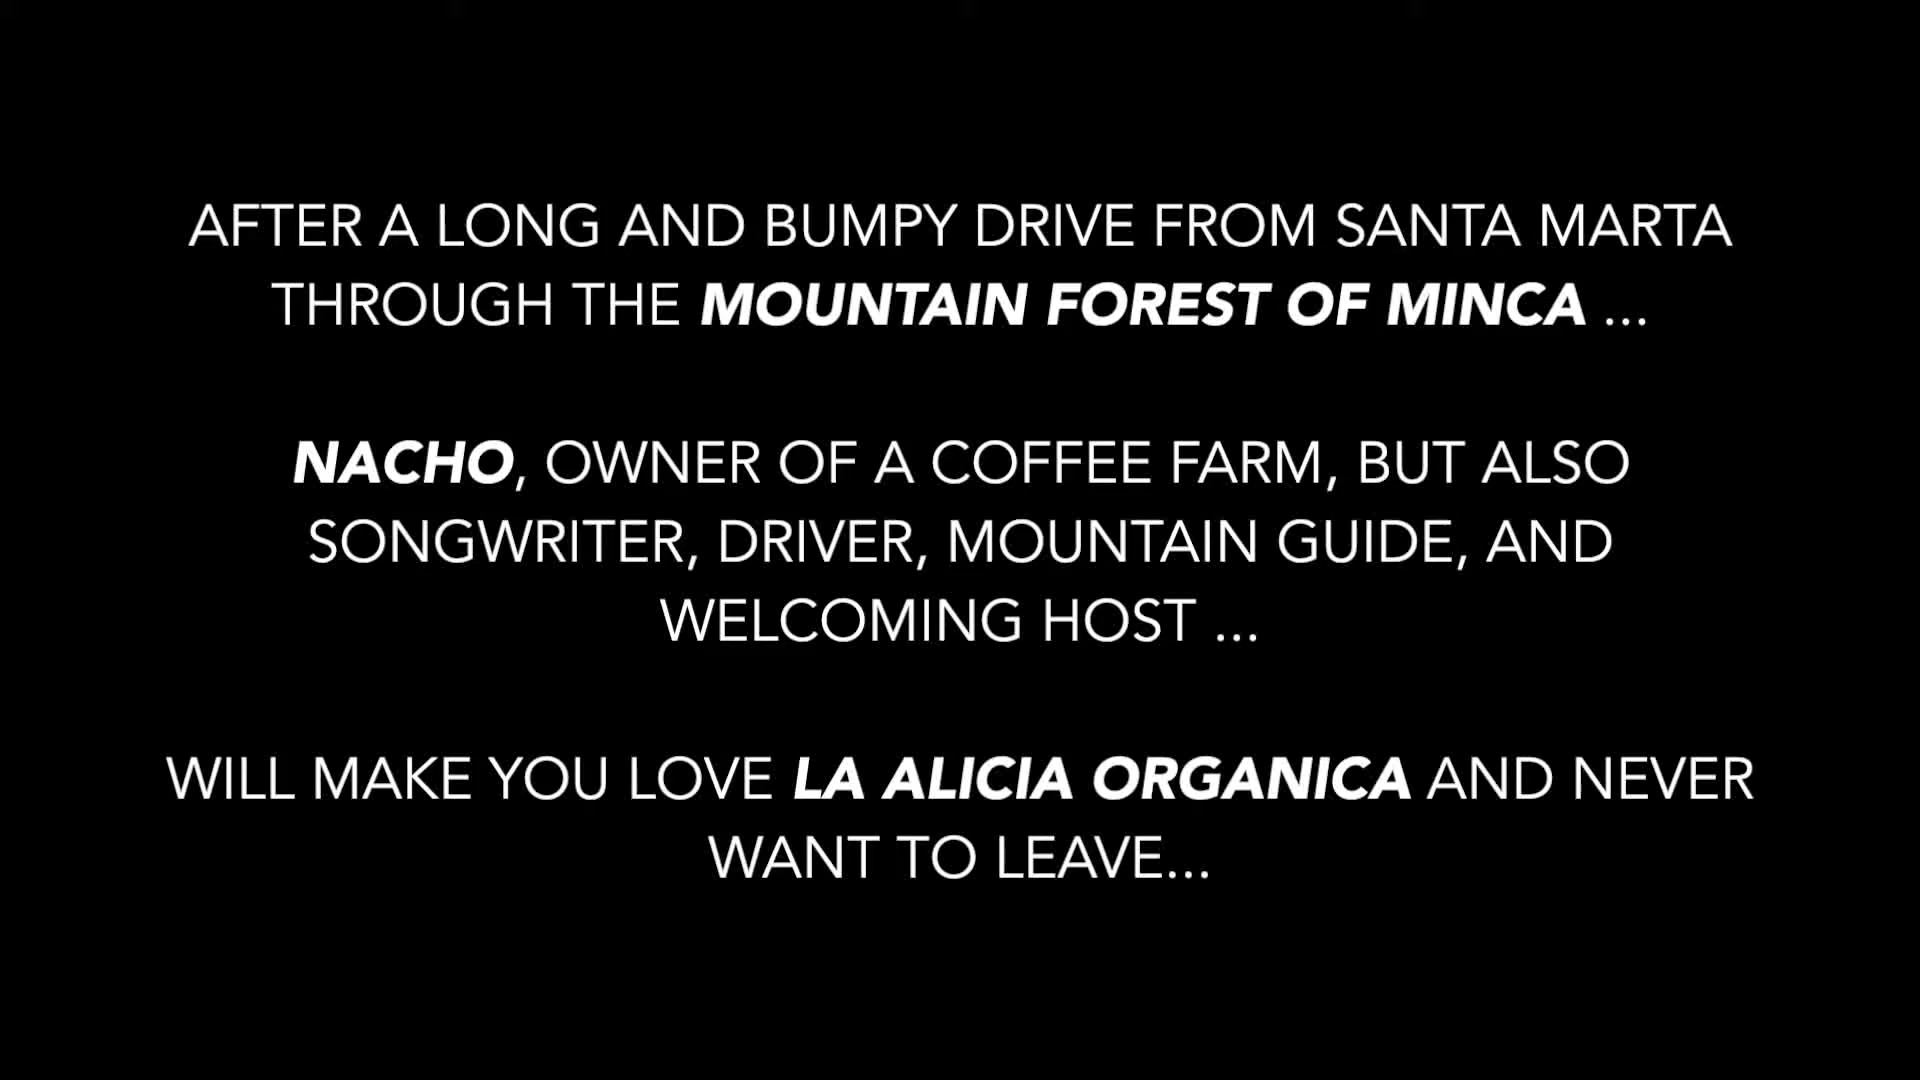 AFTER A LONG AND BUMPY DRIVE FROM SANTA MARTA
THROUGH THE MOUNTAIN FOREST OF MINCA ...
NACHO, OWNER OF A COFFEE FARM, BUT ALSO
SONGWRITER, DRIVER, MOUNTAIN GUIDE, AND
WELCOMING HOST ...
WILL MAKE YOU LOVE LA ALICIA ORGANICA AND NEVER
WANT TO LEAVE...